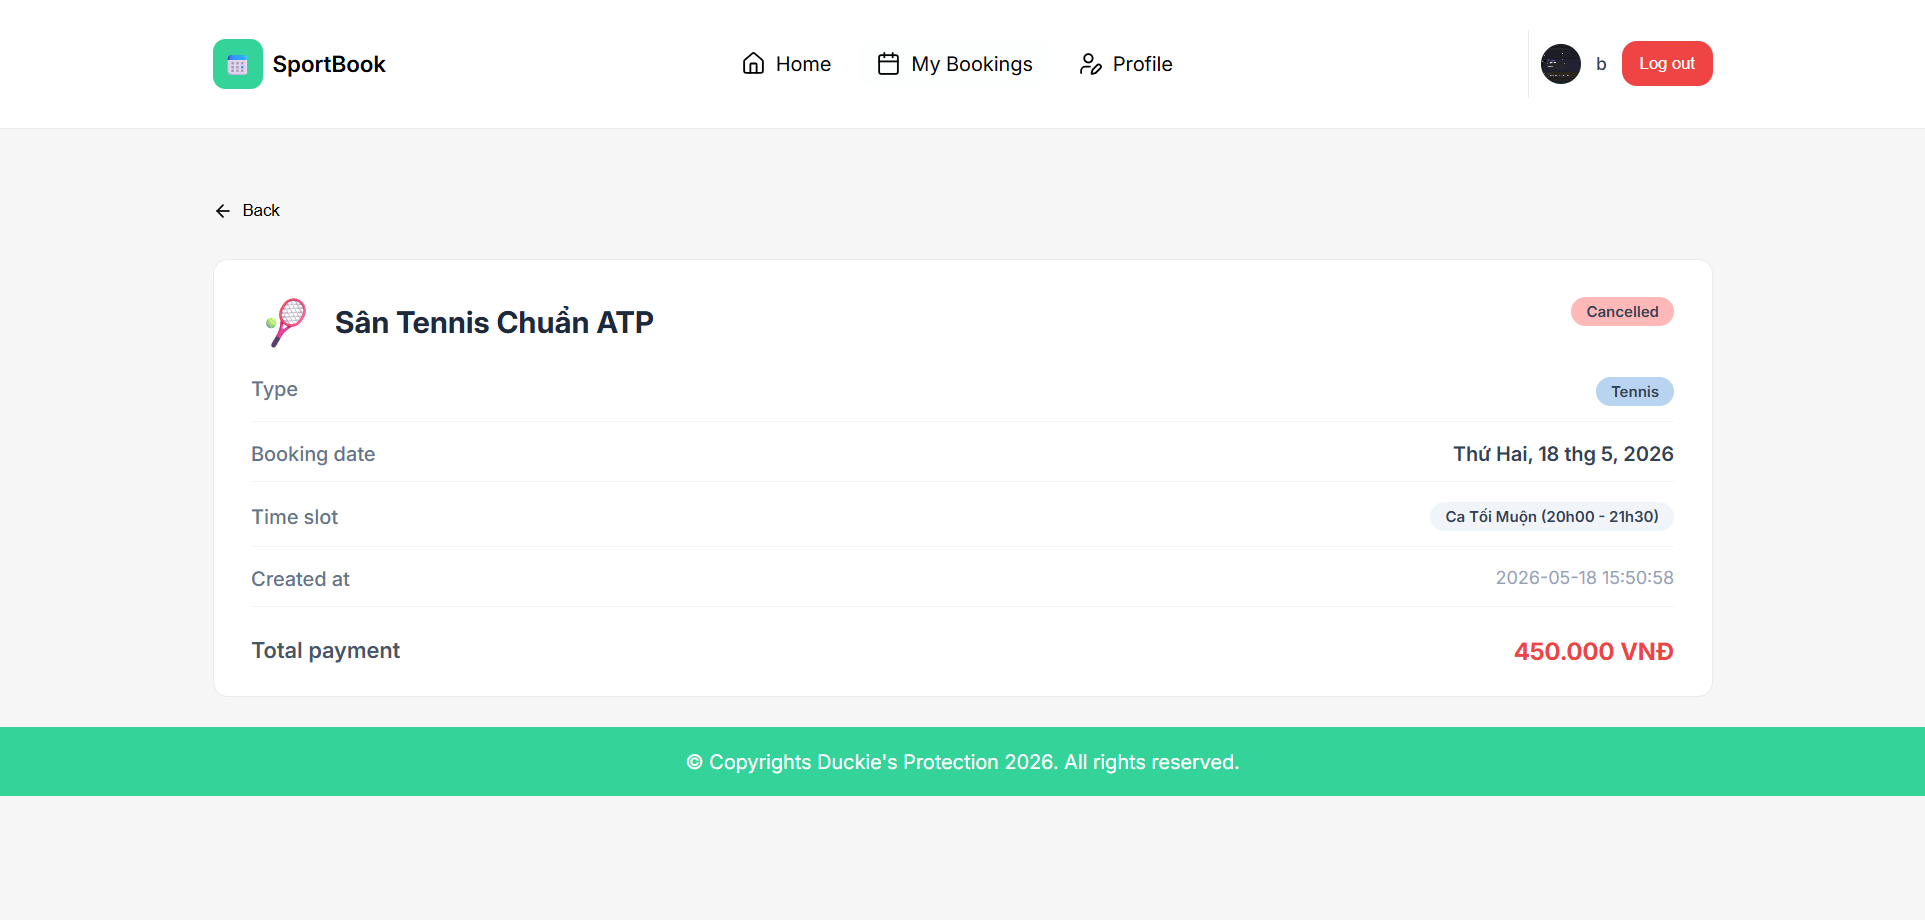 SportBook
Home
My Bookings
Profile
b
Log out
Back
Sân Tennis Chuẩn ATP
Cancelled
Type
Tennis
Booking date
Thứ Hai, 18 thg 5, 2026
Time slot
Ca Tối Muộn (20h00 - 21h30)
Created at
2026-05-18 15:50:58
Total payment
450.000 VNĐ
© Copyrights Duckie's Protection 2026. All rights reserved.